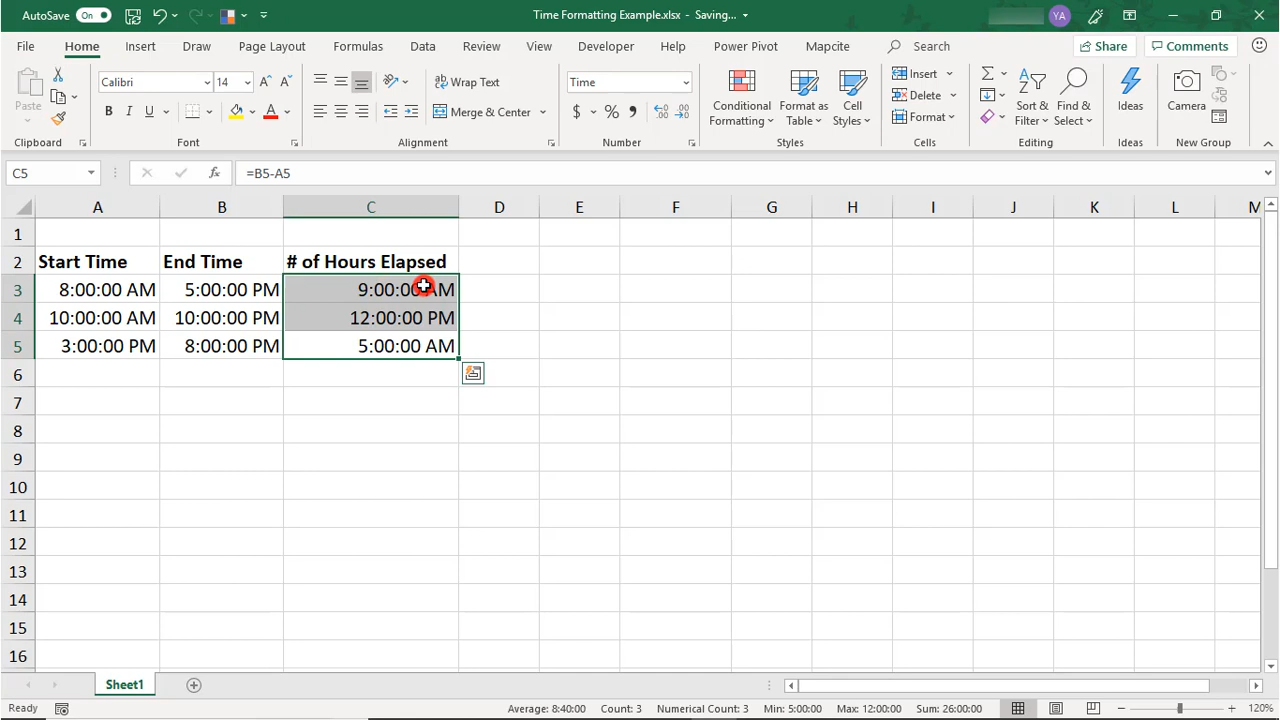 AutoSave On Time Formatting Example.xlsx - Saving... YA
File Home Insert Draw Page Layout Formulas Data Review View Developer Help Power Pivot Mapcite Search Share Comments
Paste
Calibri 14
B I U A
Wrap Text
Merge & Center
Time
$ % ,
Conditional Formatting
Format as Table
Cell Styles
Insert
Delete
Format
Sort & Filter
Find & Select
Ideas
Camera
Clipboard Font Alignment Number Styles Cells Editing Ideas New Group
C5 fx =B5-A5
A B C D E F G H I J K L M
1
2 Start Time End Time # of Hours Elapsed
3 8:00:00 AM 5:00:00 PM 9:00:00 AM
4 10:00:00 AM 10:00:00 PM 12:00:00 PM
5 3:00:00 PM 8:00:00 PM 5:00:00 AM
6
7
8
9
10
11
12
13
14
15
16
Sheet1
Ready Average: 8:40:00 Count: 3 Numerical Count: 3 Min: 5:00:00 Max: 12:00:00 Sum: 26:00:00 120%